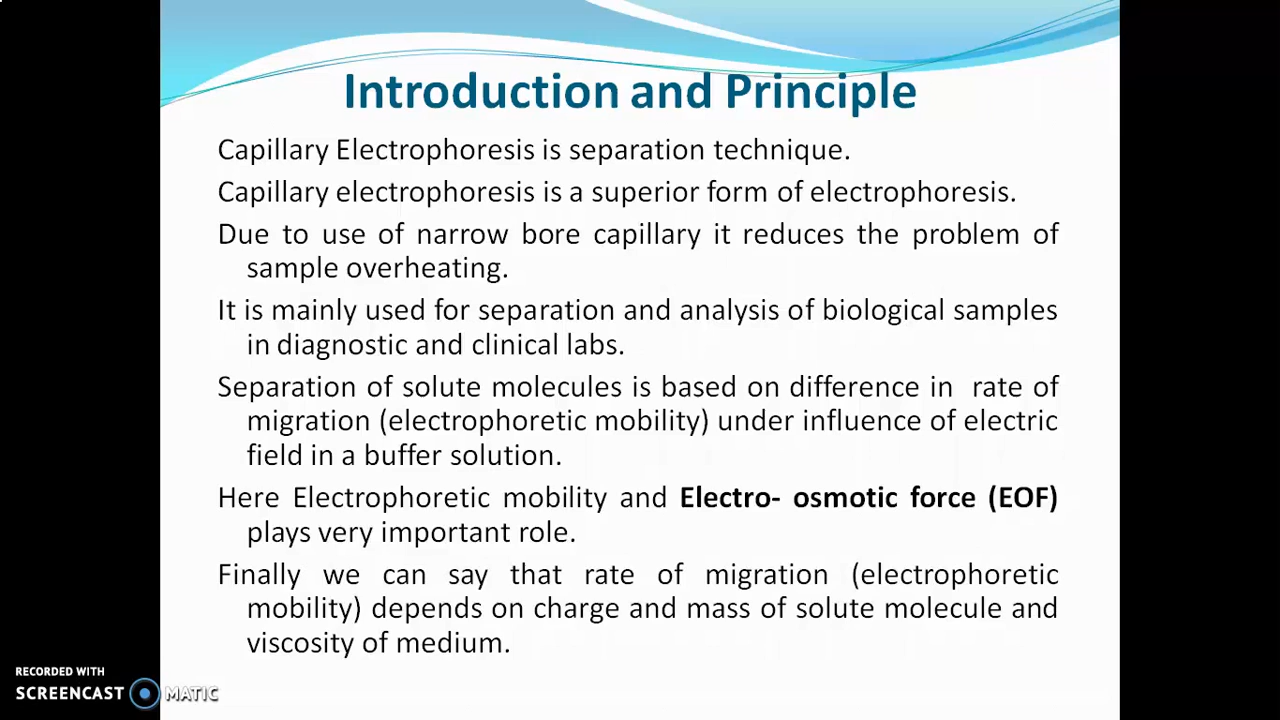 Introduction and Principle
Capillary Electrophoresis is separation technique.
Capillary electrophoresis is a superior form of electrophoresis.
Due to use of narrow bore capillary it reduces the problem of
sample overheating.
It is mainly used for separation and analysis of biological samples
in diagnostic and clinical labs.
Separation of solute molecules is based on difference in rate of
migration (electrophoretic mobility) under influence of electric
field in a buffer solution.
Here Electrophoretic mobility and Electro- osmotic force (EOF)
plays very important role.
Finally we can say that rate of migration (electrophoretic
mobility) depends on charge and mass of solute molecule and
viscosity of medium.
RECORDED WITH
SCREENCAST MATIC